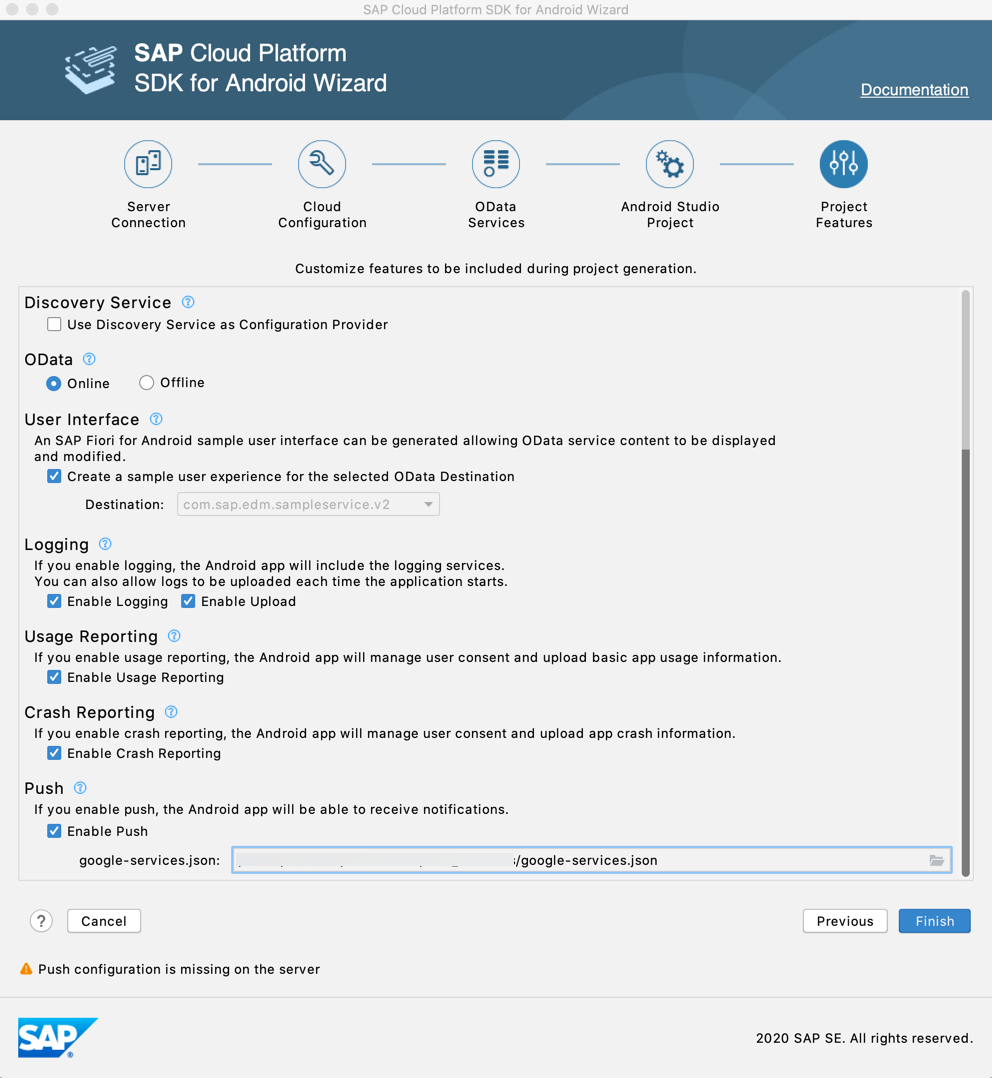 SAP Cloud Platform SDK for Android Wizard
SAP Cloud Platform
SDK for Android Wizard
Documentation
Server
Connection
Cloud
Configuration
OData
Services
Android Studio
Project
Project
Features
Customize features to be included during project generation.
Discovery Service ?
Use Discovery Service as Configuration Provider
OData ?
Online Offline
User Interface ?
An SAP Fiori for Android sample user interface can be generated allowing OData service content to be displayed
and modified.
Create a sample user experience for the selected OData Destination
Destination: com.sap.edm.sampleservice.v2
Logging ?
If you enable logging, the Android app will include the logging services.
You can also allow logs to be uploaded each time the application starts.
Enable Logging Enable Upload
Usage Reporting ?
If you enable usage reporting, the Android app will manage user consent and upload basic app usage information.
Enable Usage Reporting
Crash Reporting ?
If you enable crash reporting, the Android app will manage user consent and upload app crash information.
Enable Crash Reporting
Push ?
If you enable push, the Android app will be able to receive notifications.
Enable Push
google-services.json: /google-services.json
? Cancel Previous Finish
Push configuration is missing on the server
SAP ®
2020 SAP SE. All rights reserved.